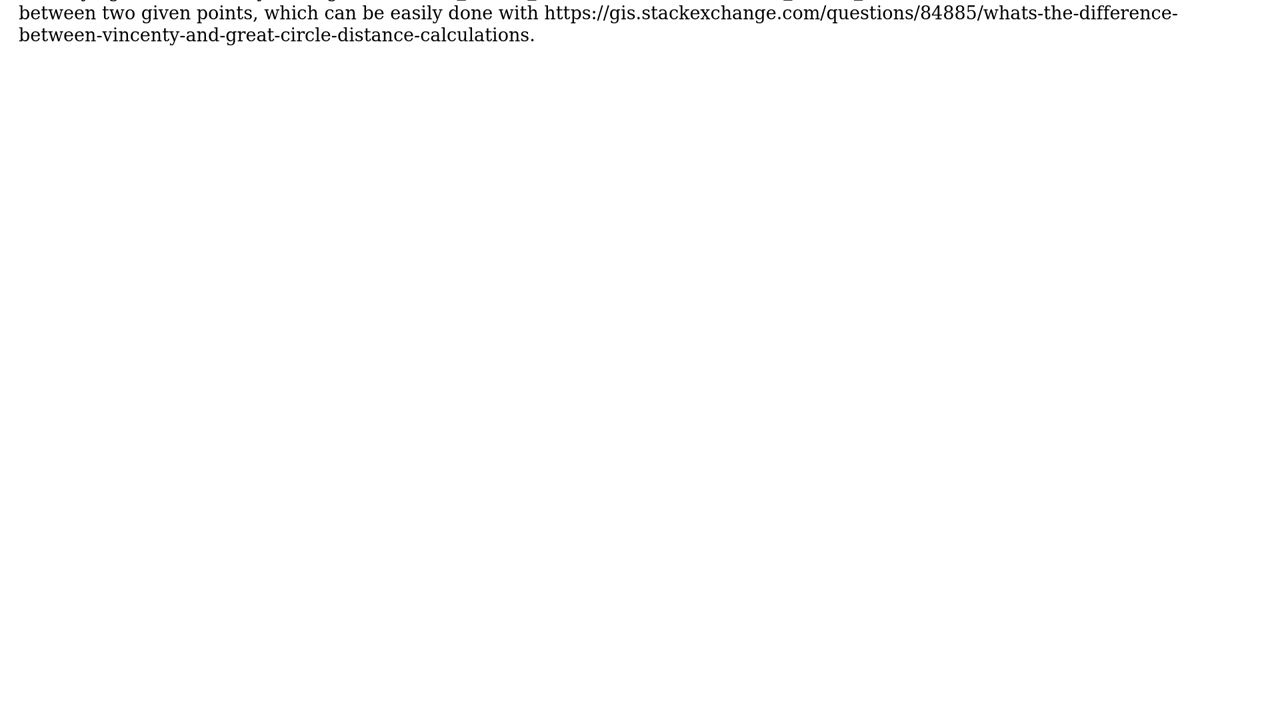 between two given points, which can be easily done with https://gis.stackexchange.com/questions/84885/whats-the-difference-
between-vincenty-and-great-circle-distance-calculations.